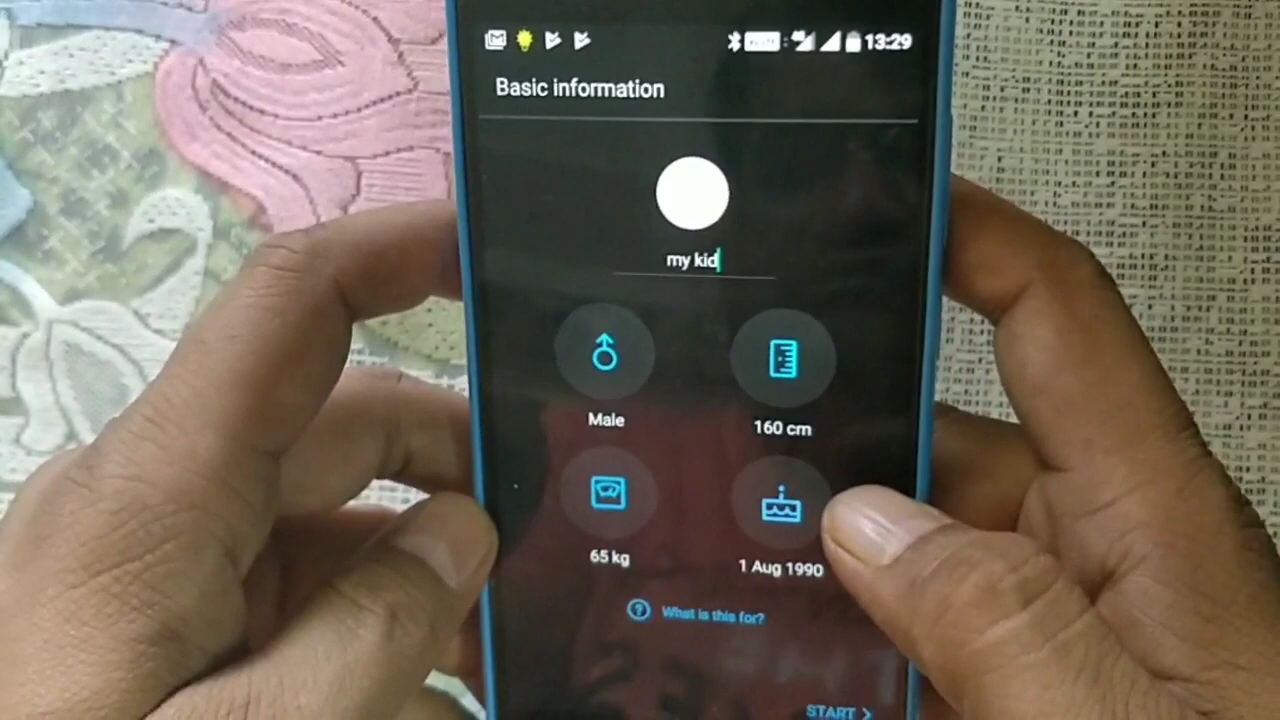 13:29
Basic information
my kid
Male
160 cm
65 kg
1 Aug 1990
What is this for?
START >